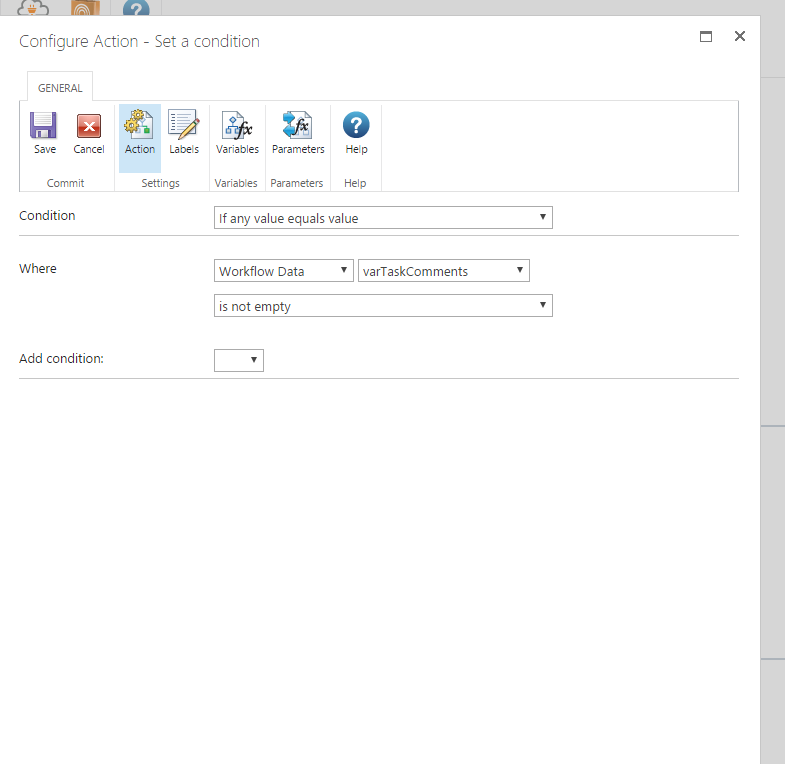 Configure Action - Set a condition
GENERAL
Save Cancel Action Labels Variables Parameters Help
Commit Settings Variables Parameters Help
Condition If any value equals value
Where Workflow Data varTaskComments
is not empty
Add condition: